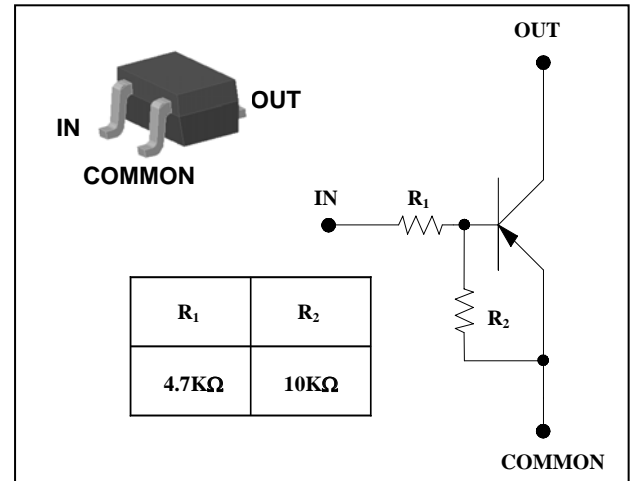 OUT
OUT
IN
COMMON
IN R₁
R₂
R₁ R₂
4.7KΩ 10KΩ
COMMON